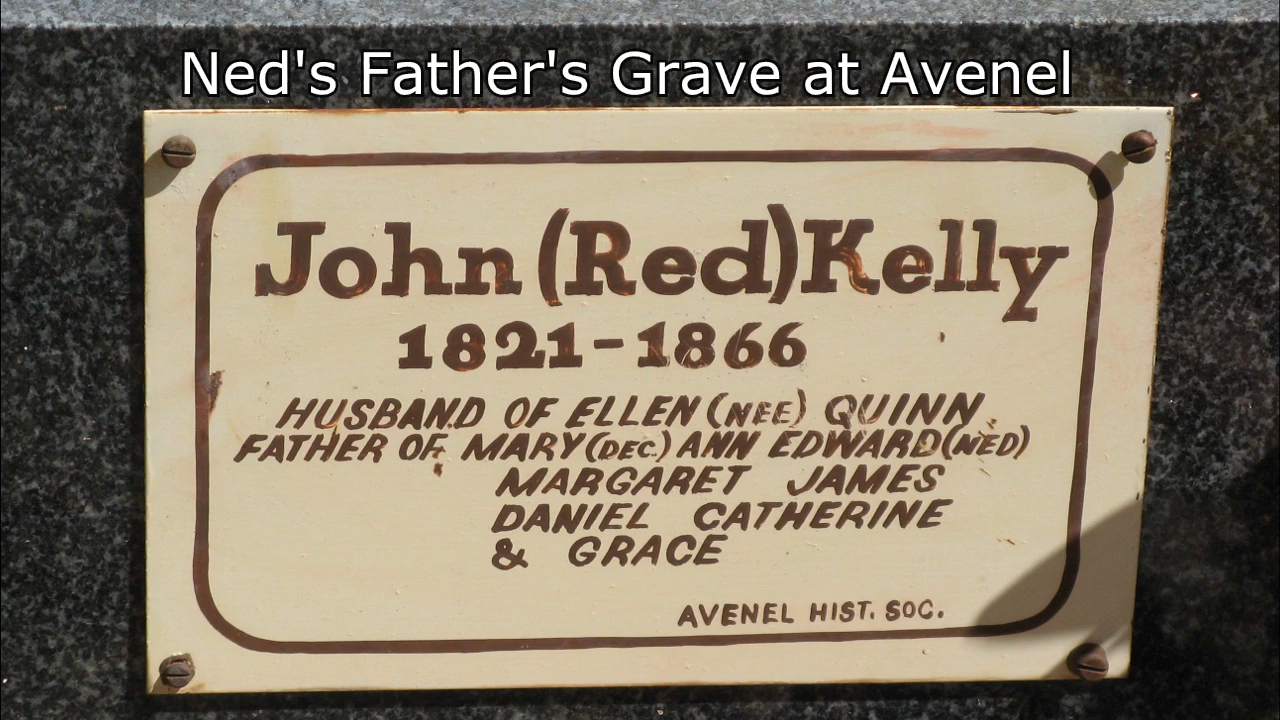 Ned's Father's Grave at Avenel
John (Red) Kelly
1821-1866
HUSBAND OF ELLEN (NEE) QUINN
FATHER OF MARY (DEC.) ANN EDWARD (NED)
MARGARET JAMES
DANIEL CATHERINE
& GRACE
AVENEL HIST. SOC.